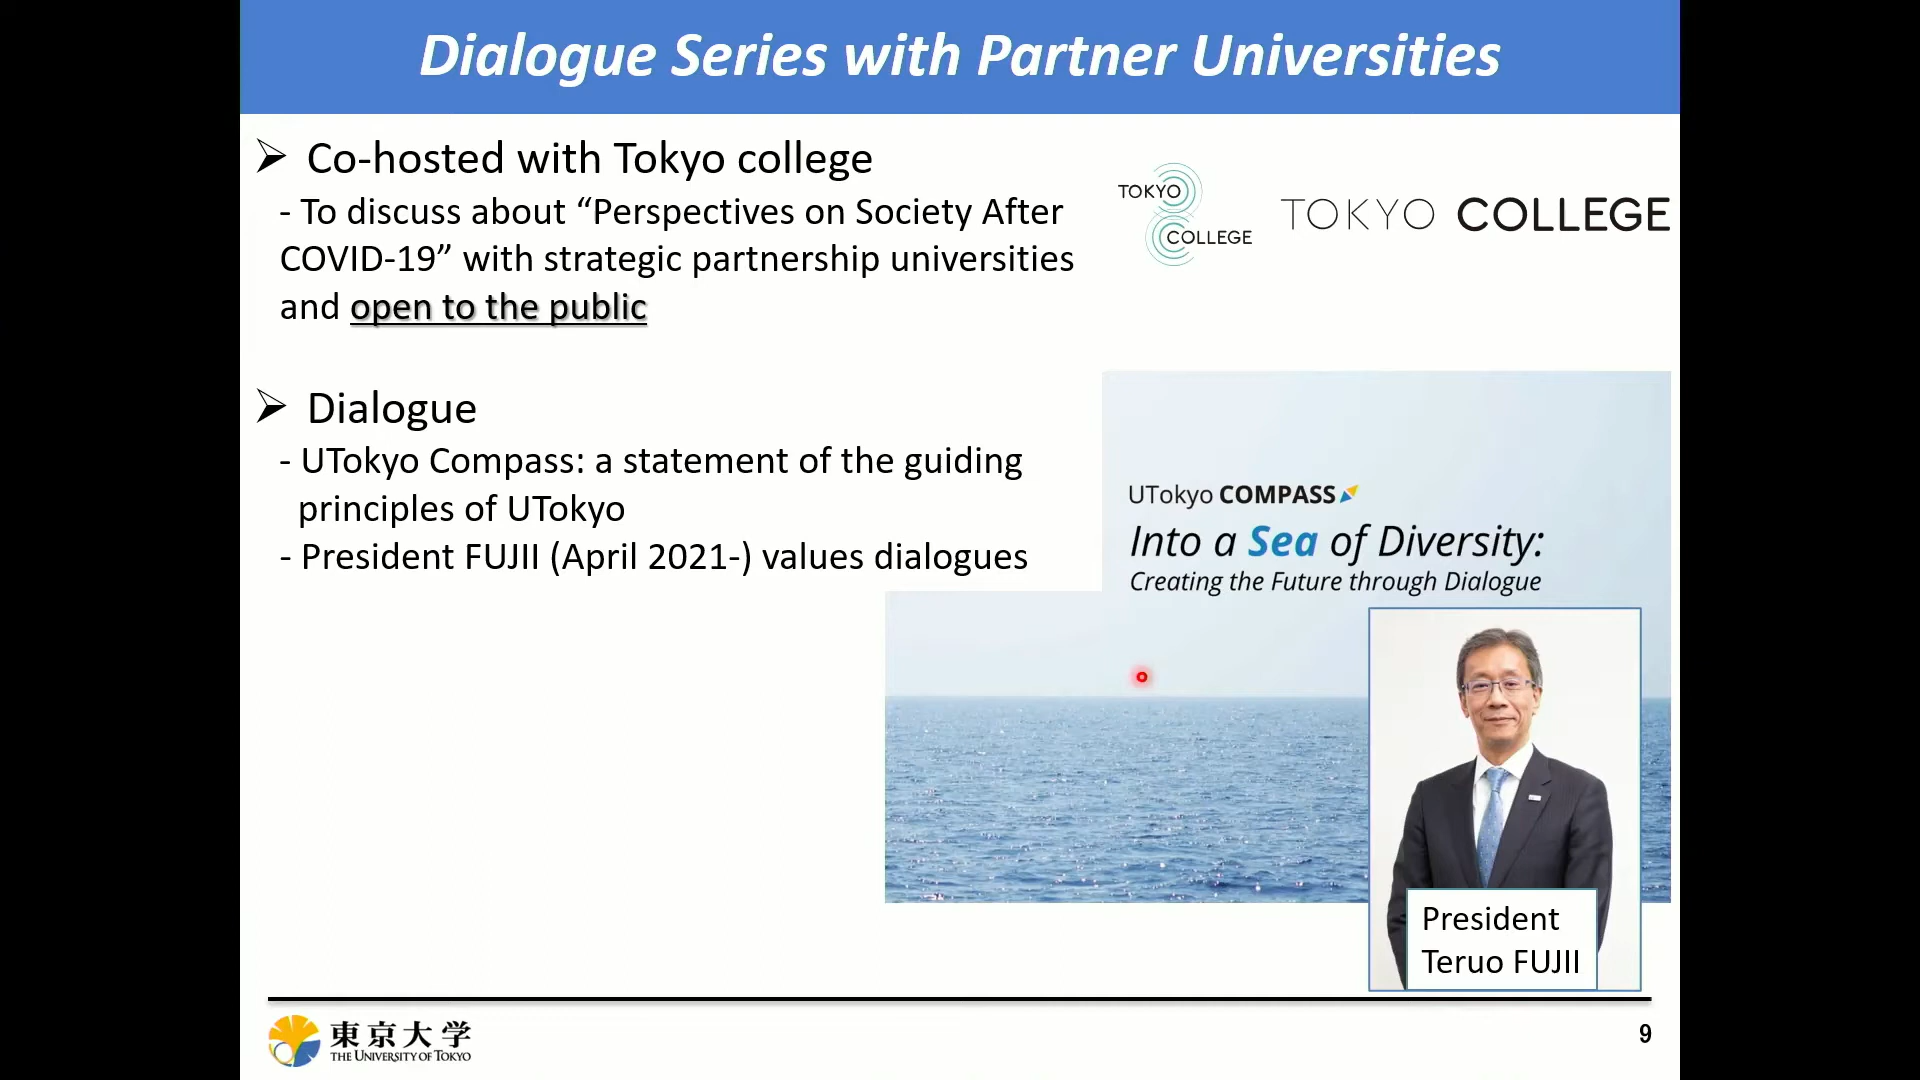 Dialogue Series with Partner Universities
➢ Co-hosted with Tokyo college
- To discuss about “Perspectives on Society After
COVID-19” with strategic partnership universities
and open to the public
TOKYO
COLLEGE
TOKYO COLLEGE
➢ Dialogue
- UTokyo Compass: a statement of the guiding
principles of UTokyo
- President FUJII (April 2021-) values dialogues
UTokyo COMPASS
Into a Sea of Diversity:
Creating the Future through Dialogue
President
Teruo FUJII
東京大学
THE UNIVERSITY OF TOKYO
9